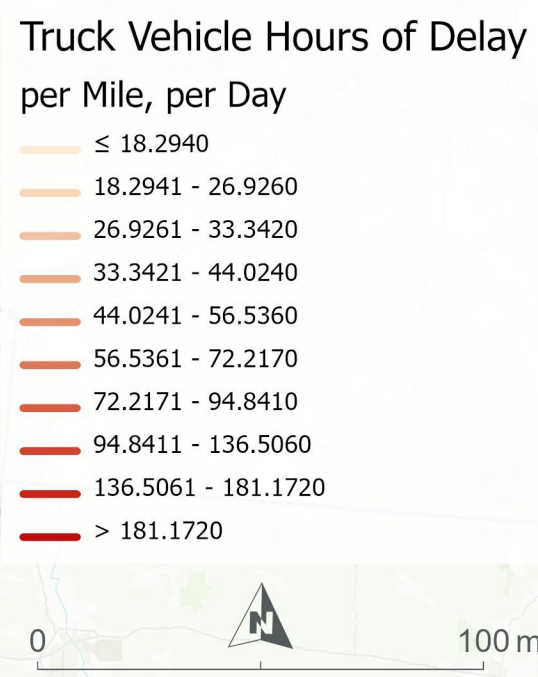 Truck Vehicle Hours of Delay
per Mile, per Day
≤ 18.2940
18.2941 - 26.9260
26.9261 - 33.3420
33.3421 - 44.0240
44.0241 - 56.5360
56.5361 - 72.2170
72.2171 - 94.8410
94.8411 - 136.5060
136.5061 - 181.1720
> 181.1720
N
0 100 m